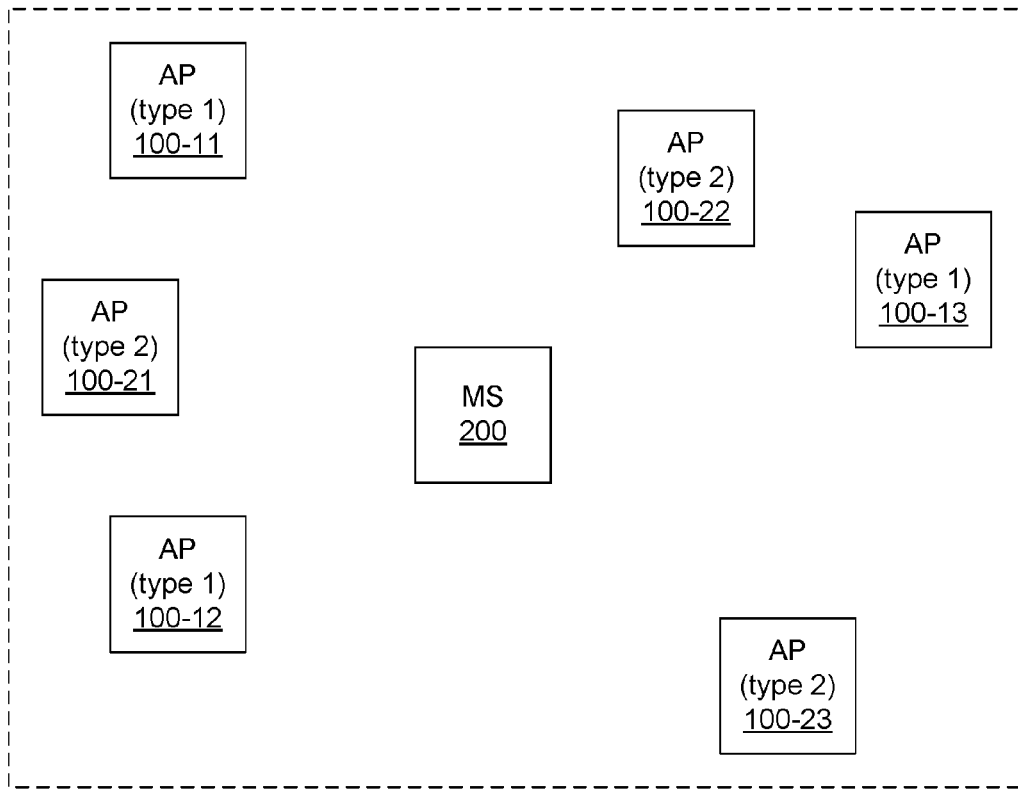 AP
(type 1)
100-11
AP
(type 2)
100-22
AP
(type 1)
100-13
AP
(type 2)
100-21
MS
200
AP
(type 1)
100-12
AP
(type 2)
100-23